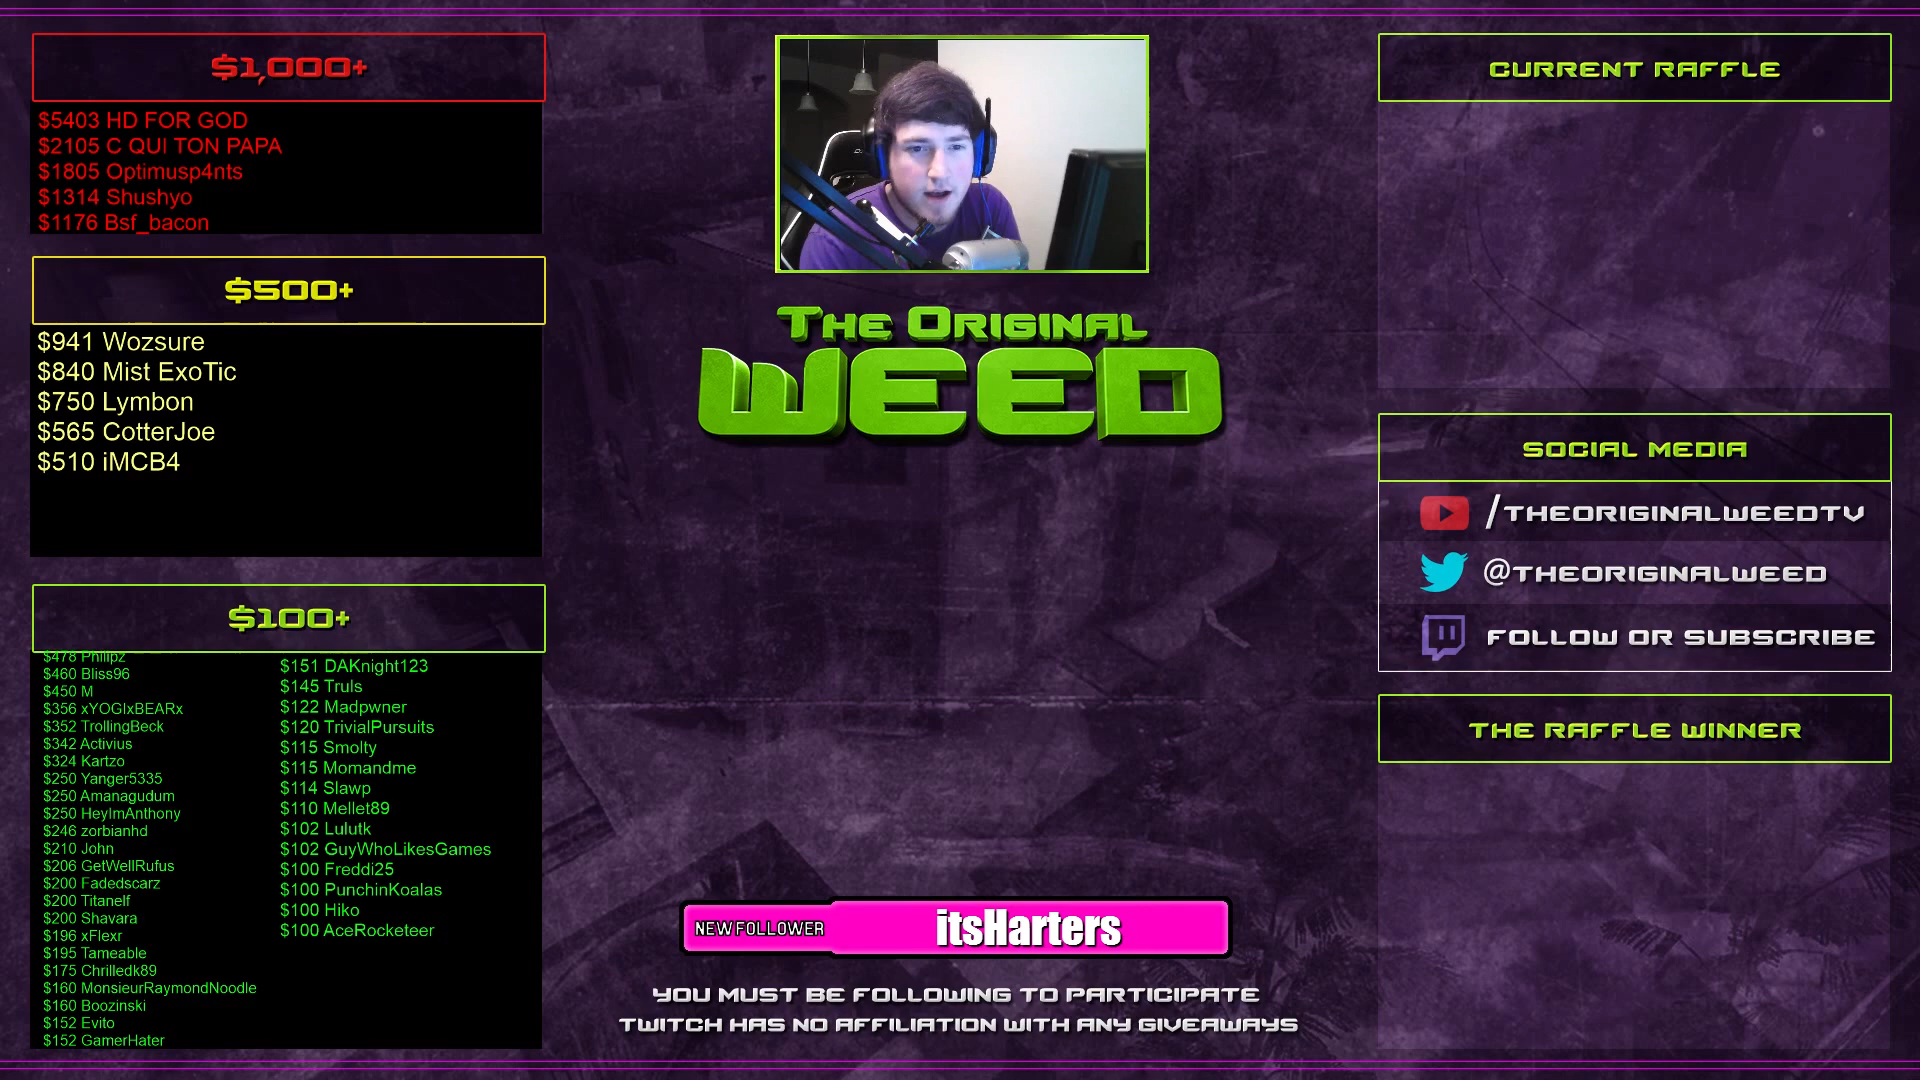 $1,000+
$5403 HD FOR GOD
$2105 C QUI TON PAPA
$1805 Optimusp4nts
$1314 Shushyo
$1176 Bsf_bacon
$500+
$941 Wozsure
$840 Mist ExoTic
$750 Lymbon
$565 CotterJoe
$510 iMCB4
$100+
$478 Philipz
$460 Bliss96
$450 M
$356 xYOGIxBEARx
$352 TrollingBeck
$342 Activius
$324 Kartzo
$250 Yanger5335
$250 Amanagudum
$250 HeyImAnthony
$246 zorbianhd
$210 John
$206 GetWellRufus
$200 Fadedscarz
$200 Titanelf
$200 Shavara
$196 xFlexr
$195 Tameable
$175 Chrilledk89
$160 MonsieurRaymondNoodle
$160 Boozinski
$152 Evito
$152 GamerHater
$151 DAKnight123
$145 Truls
$122 Madpwner
$120 TrivialPursuits
$115 Smolty
$115 Momandme
$114 Slawp
$110 Mellet89
$102 Lulutk
$102 GuyWhoLikesGames
$100 Freddi25
$100 PunchinKoalas
$100 Hiko
$100 AceRocketeer
THE ORIGINAL
WEED
NEW FOLLOWER
itsHarters
YOU MUST BE FOLLOWING TO PARTICIPATE
TWITCH HAS NO AFFILIATION WITH ANY GIVEAWAYS
CURRENT RAFFLE
SOCIAL MEDIA
/THEORIGINALWEEDTV
@THEORIGINALWEED
FOLLOW OR SUBSCRIBE
THE RAFFLE WINNER